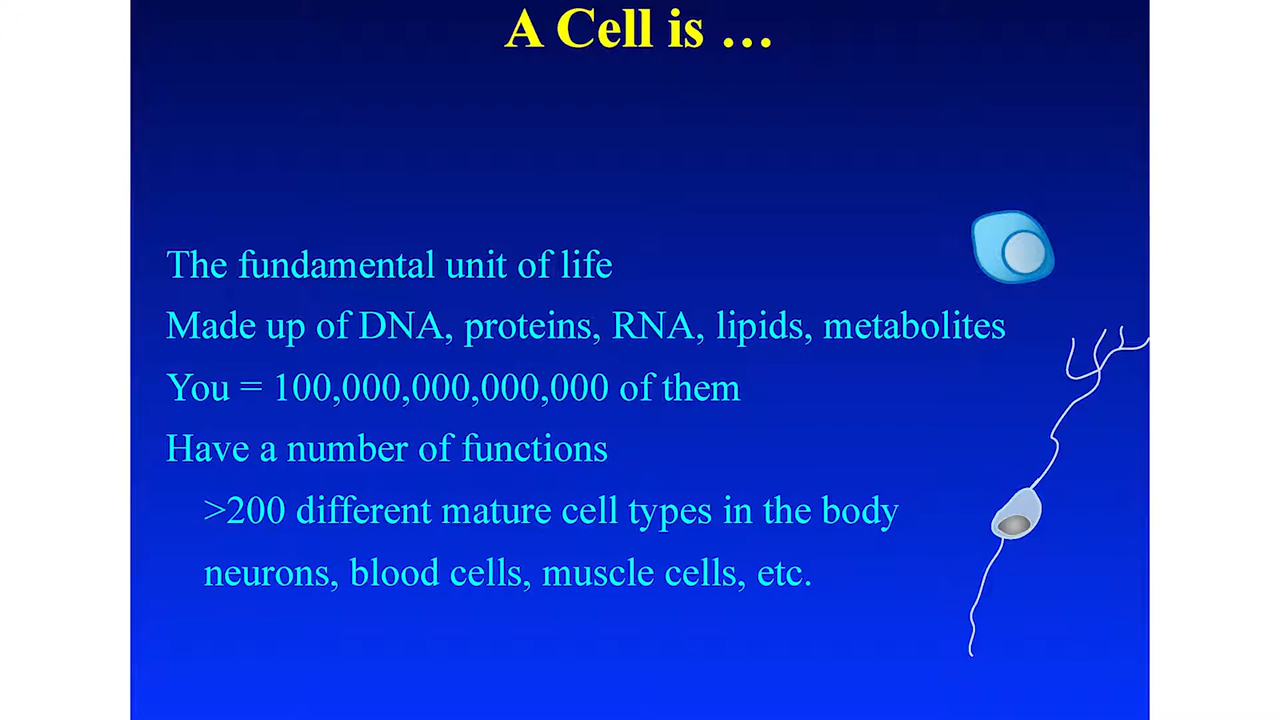 A Cell is …
The fundamental unit of life
Made up of DNA, proteins, RNA, lipids, metabolites
You = 100,000,000,000,000 of them
Have a number of functions
>200 different mature cell types in the body
neurons, blood cells, muscle cells, etc.